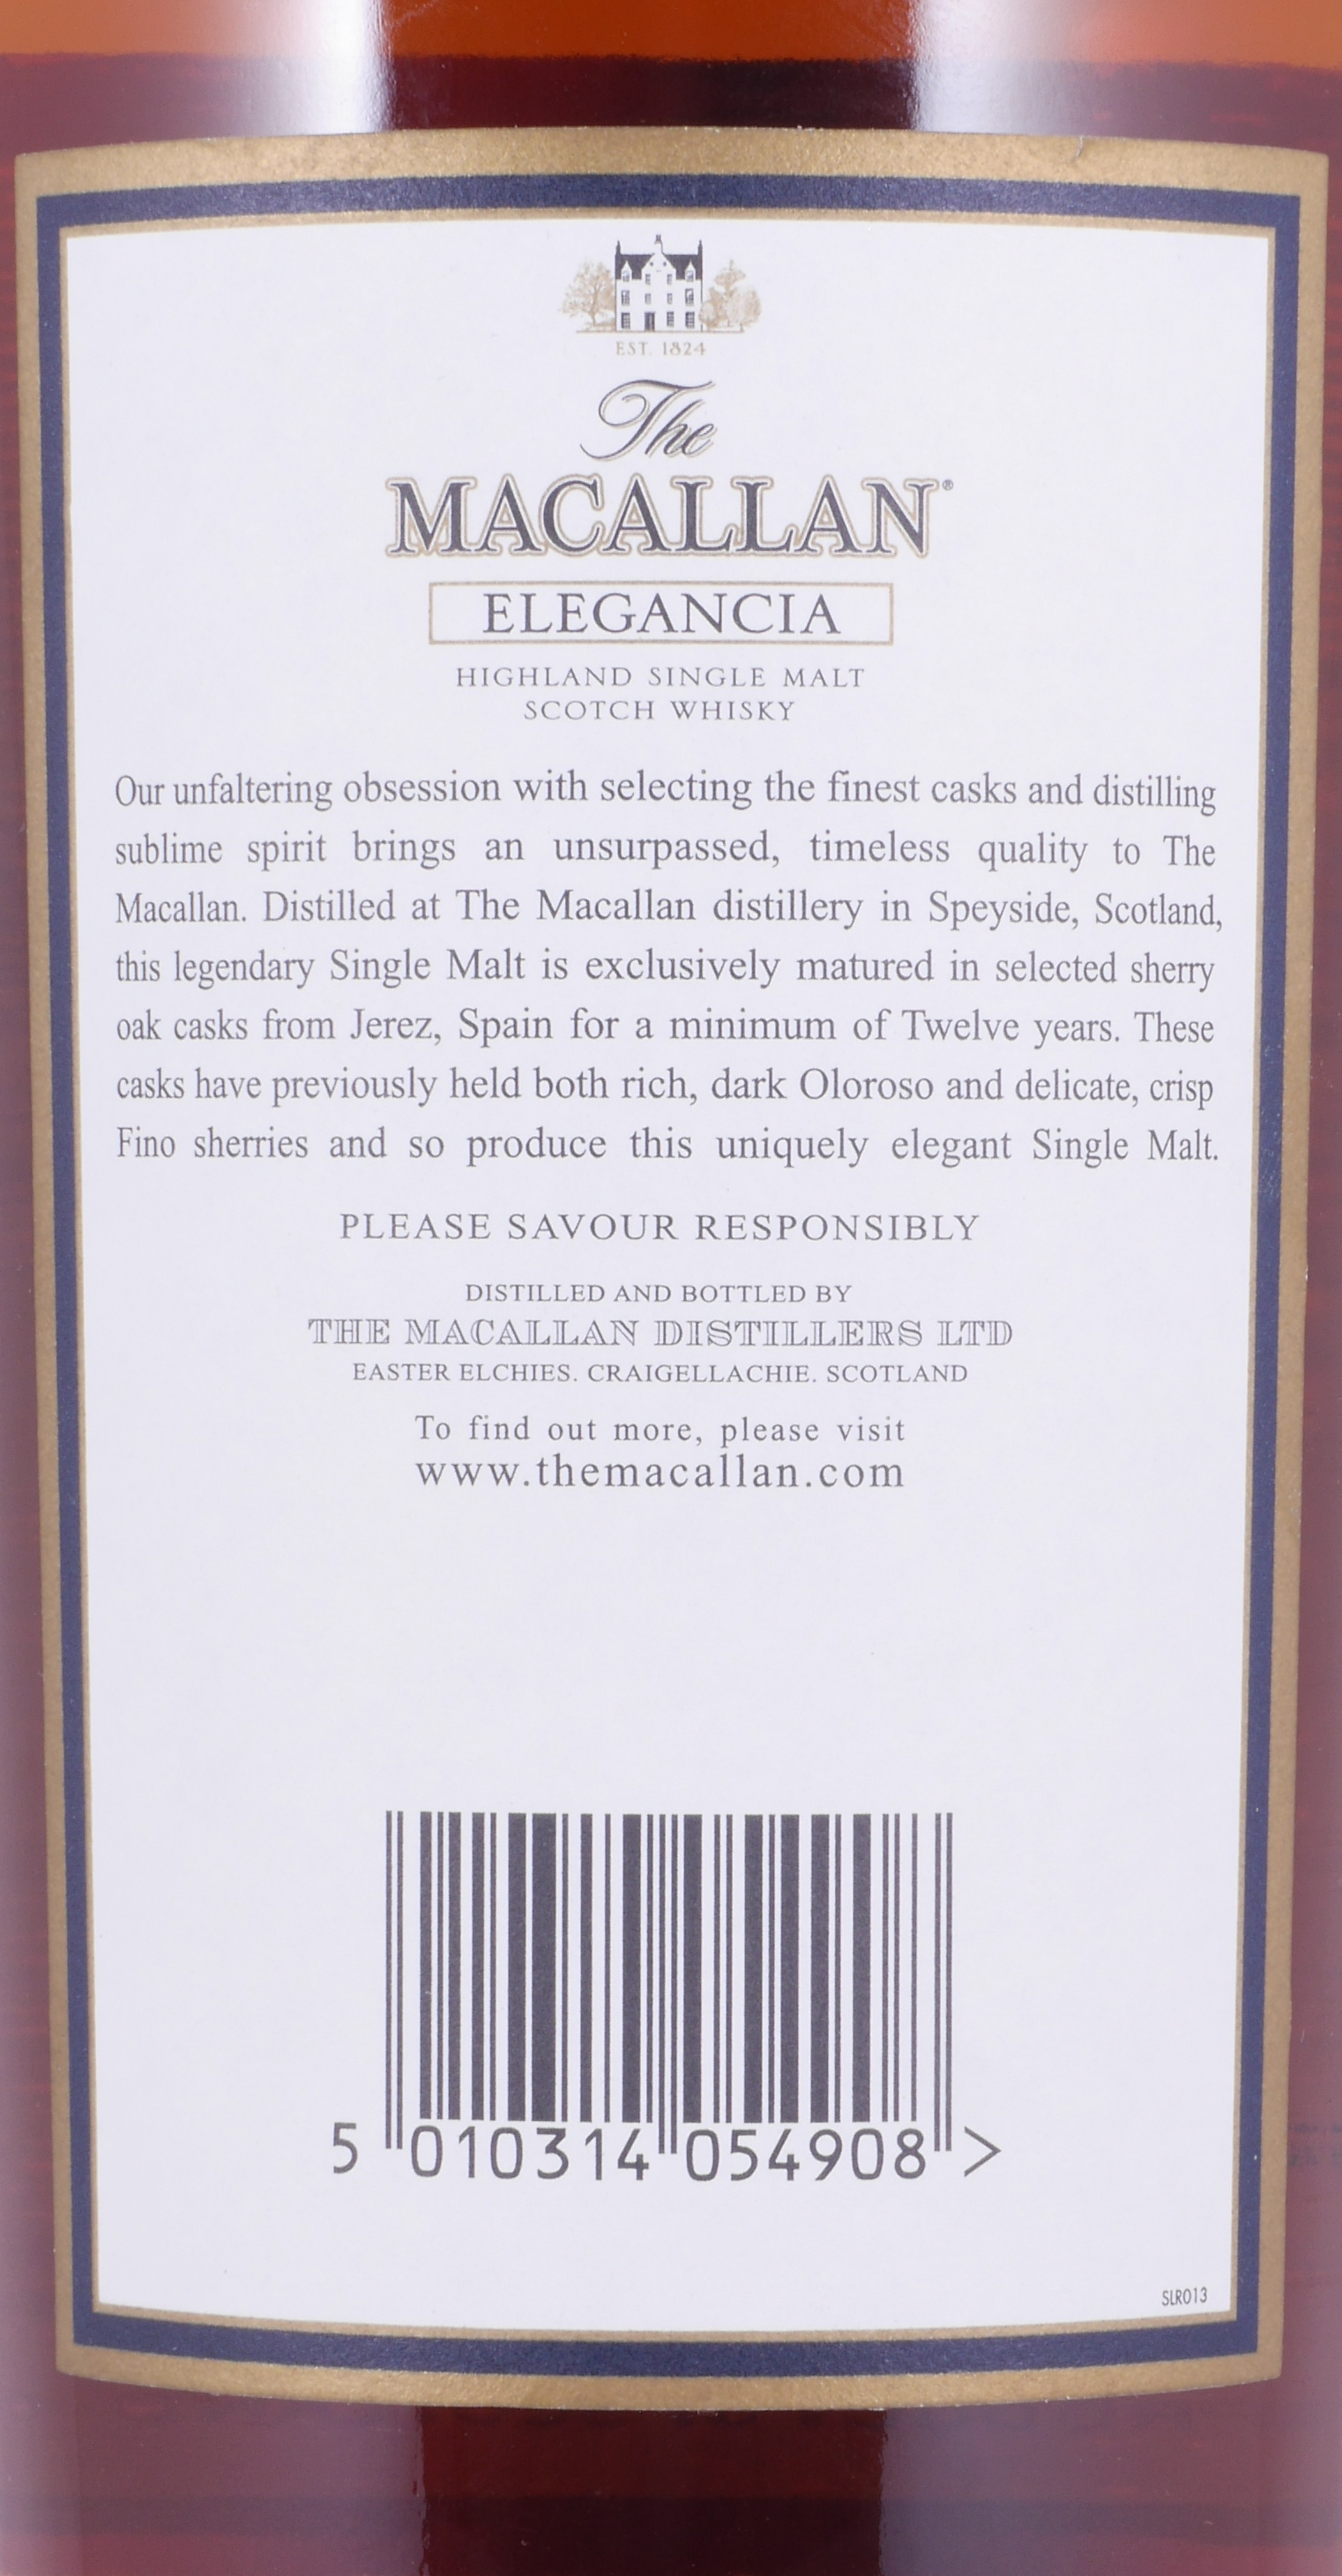 EST. 1824
The
MACALLAN®
ELEGANCIA
HIGHLAND SINGLE MALT
SCOTCH WHISKY
Our unfaltering obsession with selecting the finest casks and distilling
sublime spirit brings an unsurpassed, timeless quality to The
Macallan. Distilled at The Macallan distillery in Speyside, Scotland,
this legendary Single Malt is exclusively matured in selected sherry
oak casks from Jerez, Spain for a minimum of Twelve years. These
casks have previously held both rich, dark Oloroso and delicate, crisp
Fino sherries and so produce this uniquely elegant Single Malt.
PLEASE SAVOUR RESPONSIBLY
DISTILLED AND BOTTLED BY
THE MACALLAN DISTILLERS LTD
EASTER ELCHIES. CRAIGELLACHIE. SCOTLAND
To find out more, please visit
www.themacallan.com
5 010314 054908 >
SLR013